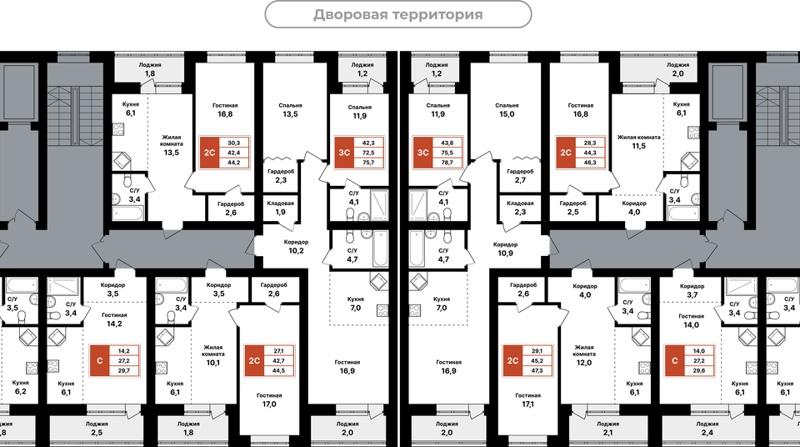 Дворовая территория
Лоджия
1,8
Кухня
6,1
Жилая
комната
13,5
С/У
3,4
Гостиная
16,8
2С
30,3
42,4
44,2
Гардероб
2,6
Спальня
13,5
Гардероб
2,3
Кладовая
1,9
Лоджия
1,2
Спальня
11,9
3С
42,3
72,5
75,7
С/У
4,1
Коридор
10,2
С/У
4,7
Кухня
7,0
Гостиная
16,9
Лоджия
2,0
Лоджия
1,2
Спальня
11,9
3С
43,8
75,5
78,7
С/У
4,1
Спальня
15,0
Гардероб
2,7
Кладовая
2,3
Коридор
10,9
С/У
4,7
Кухня
7,0
Гостиная
16,9
Лоджия
2,0
Гостиная
16,8
2С
28,3
44,3
46,3
Гардероб
2,5
Лоджия
2,0
Кухня
6,1
Жилая
комната
11,5
С/У
3,4
Коридор
4,0
С/У
3,5
Кухня
6,2
С/У
3,4
Коридор
3,5
Гостиная
14,2
С
14,2
27,2
29,7
Кухня
6,1
Лоджия
2,5
С/У
3,4
Коридор
3,5
Жилая
комната
10,1
Кухня
6,1
Лоджия
1,8
Гардероб
2,6
2С
27,1
42,7
44,5
Гостиная
17,0
Гардероб
2,6
2С
29,1
45,2
47,3
Гостиная
17,1
Коридор
4,0
С/У
3,4
Жилая
комната
12,0
Кухня
6,1
Лоджия
2,1
Коридор
3,7
С/У
3,4
Гостиная
14,0
С
14,0
27,2
29,6
Кухня
6,1
Лоджия
2,4
С/У
3,4
Кухня
6,1